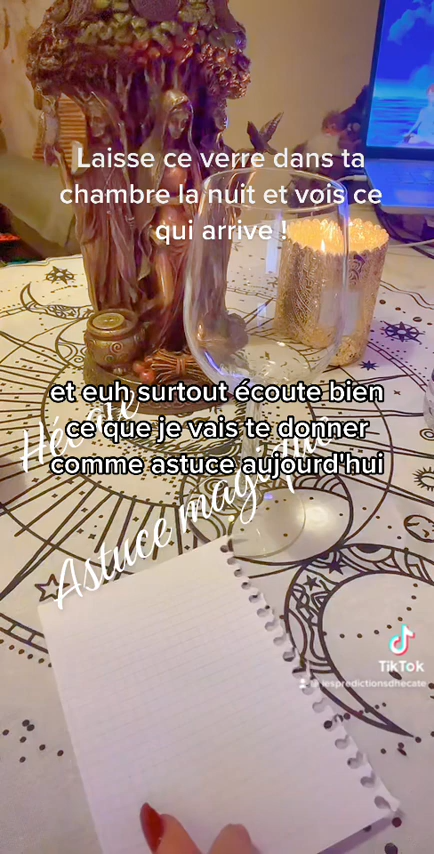 Laisse ce verre dans ta
chambre la nuit et vois ce
qui arrive !
et euh surtout écoute bien
ce que je vais te donner
comme astuce aujourd'hui
Hécate
Astuce magique
TikTok